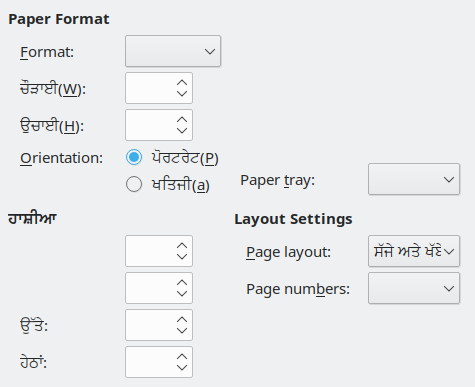 Paper Format
Format:
ਚੌੜਾਈ(W):
ਉਚਾਈ(H):
Orientation:
ਪੋਰਟਰੇਟ(P)
ਖਤਿਜੀ(a)
Paper tray:
ਹਾਸ਼ੀਆ
Layout Settings
Page layout:
ਸੱਜੇ ਅਤੇ
Page numbers:
ਉੱਤੇ:
ਹੇਠਾਂ: